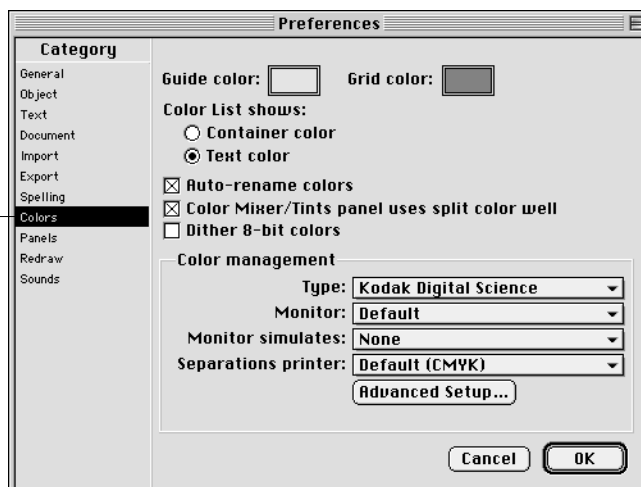 Preferences
Category
General
Object
Text
Document
Import
Export
Spelling
Colors
Panels
Redraw
Sounds
Guide color: Grid color:
Color List shows:
Container color
Text color
Auto-rename colors
Color Mixer/Tints panel uses split color well
Dither 8-bit colors
Color management
Type: Kodak Digital Science
Monitor: Default
Monitor simulates: None
Separations printer: Default (CMYK)
Advanced Setup...
Cancel OK